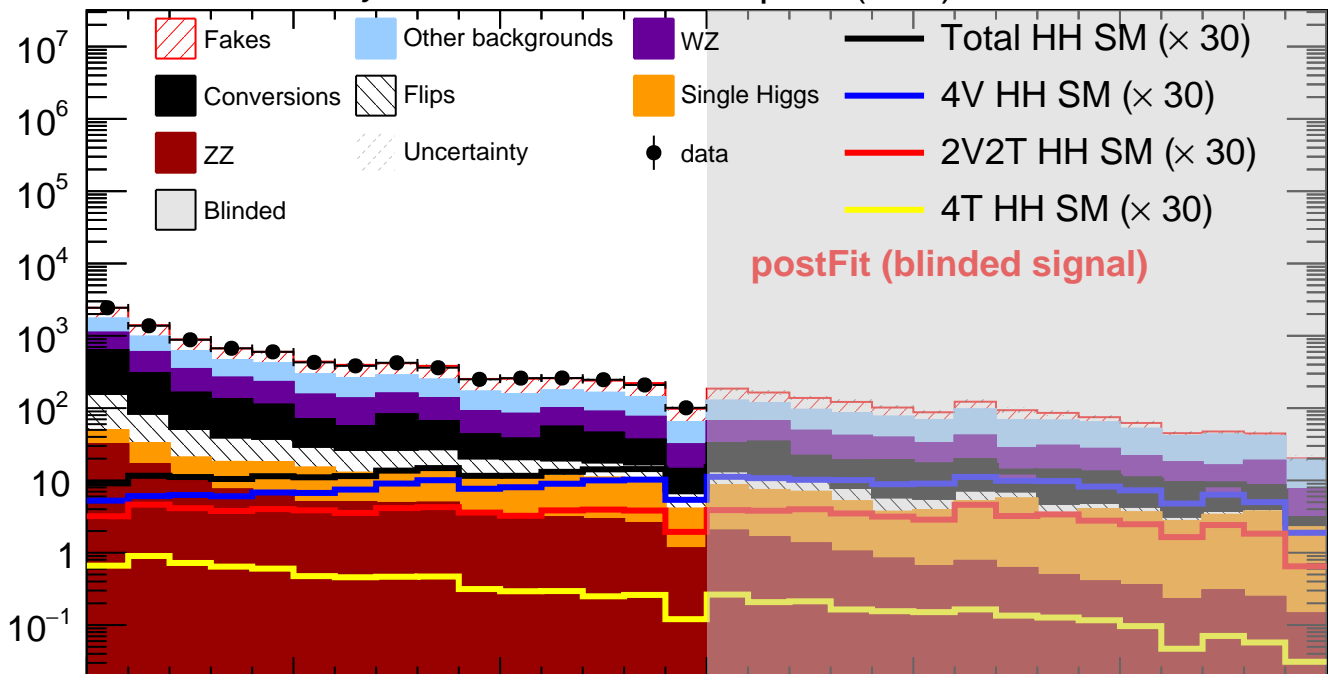 10⁷
10⁶
10⁵
10⁴
10³
10²
10
1
10⁻¹
Fakes
Other backgrounds
WZ
Conversions
Flips
Single Higgs
ZZ
Uncertainty
data
Blinded
Total HH SM (× 30)
4V HH SM (× 30)
2V2T HH SM (× 30)
4T HH SM (× 30)
postFit (blinded signal)